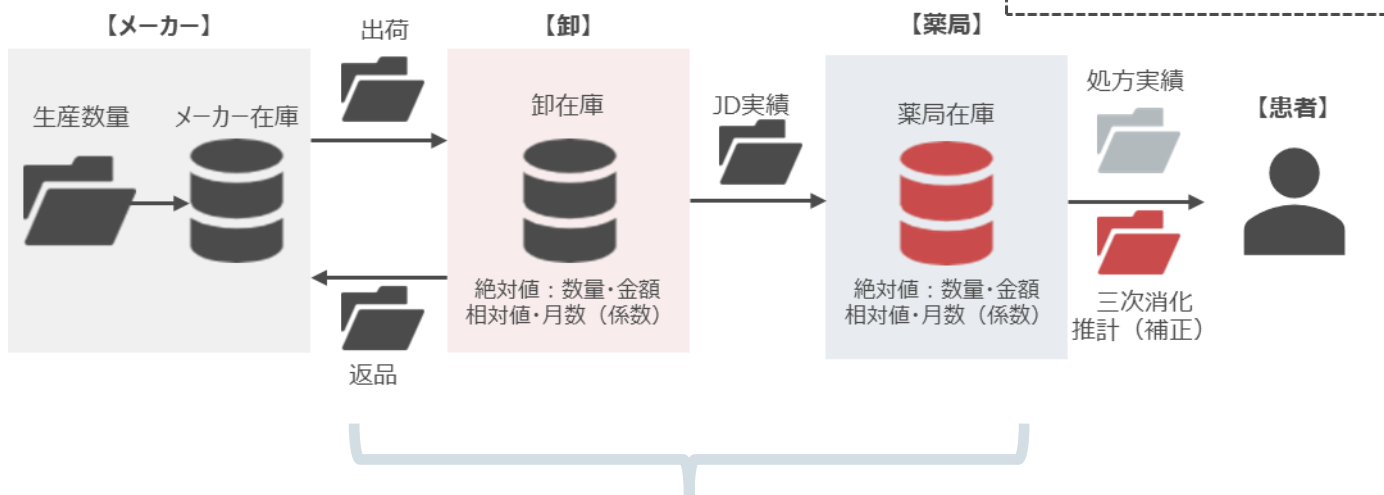 【メーカー】
出荷
【卸】
【薬局】
生産数量
メーカー在庫
卸在庫
JD実績
薬局在庫
処方実績
【患者】
絶対値：数量・金額
相対値・月数（係数）
絶対値：数量・金額
相対値・月数（係数）
三次消化
推計（補正）
返品